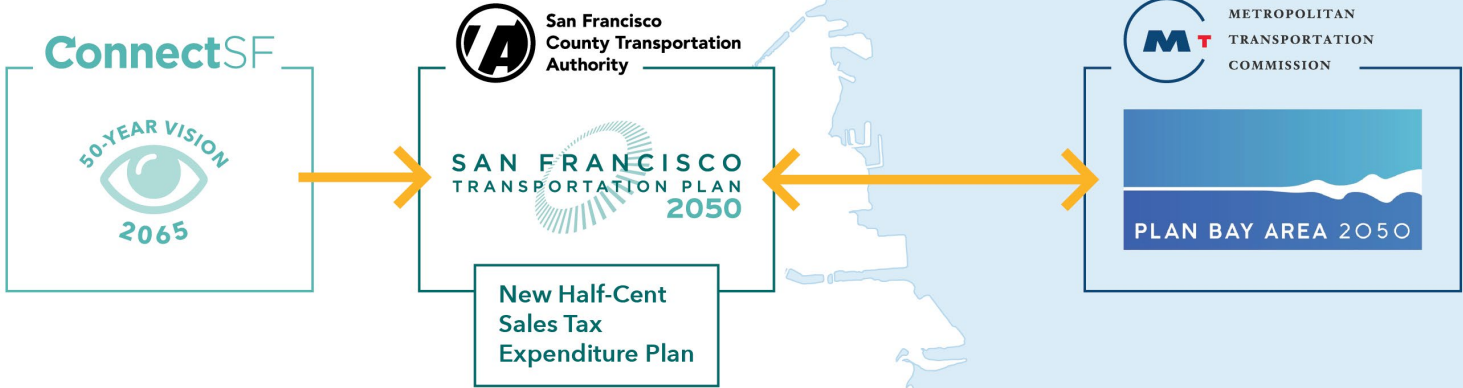 ConnectSF
50-YEAR VISION
2065
San Francisco
County Transportation
Authority
SAN FRANCISCO
TRANSPORTATION PLAN
2050
New Half-Cent
Sales Tax
Expenditure Plan
METROPOLITAN
TRANSPORTATION
COMMISSION
MT
PLAN BAY AREA 2050